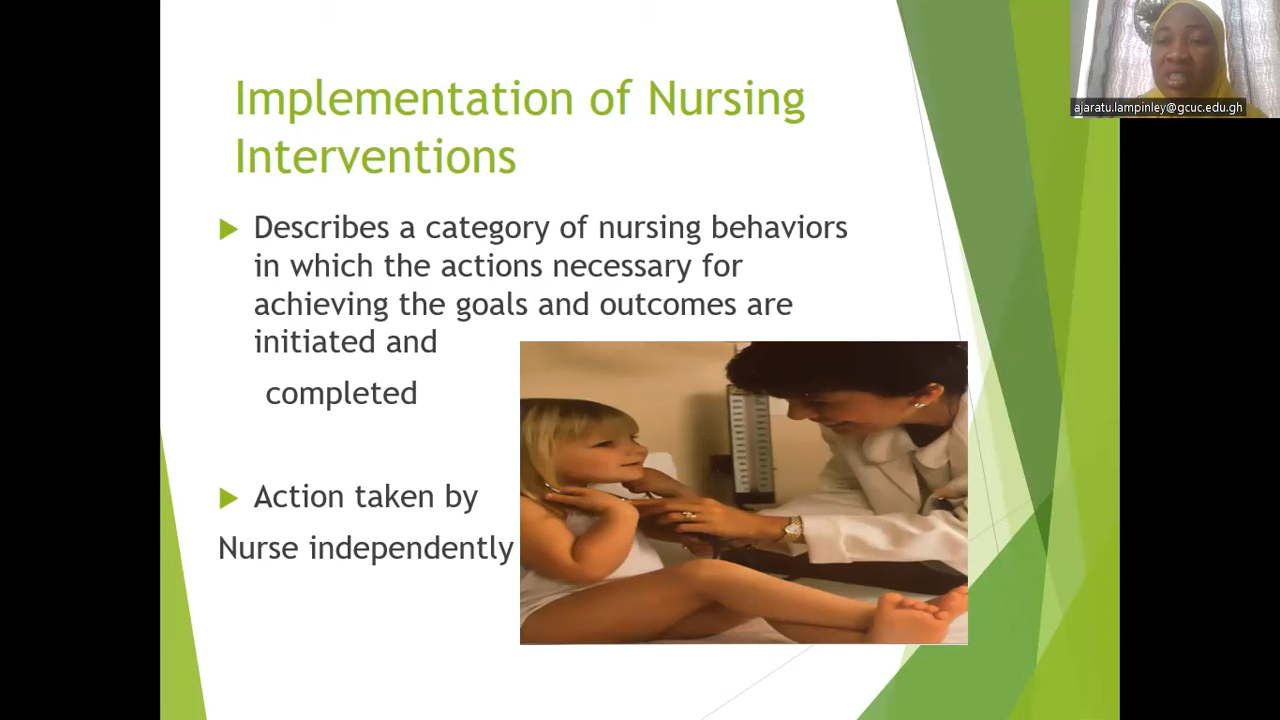 Implementation of Nursing
Interventions
Describes a category of nursing behaviors
in which the actions necessary for
achieving the goals and outcomes are
initiated and
completed
Action taken by
Nurse independently
ajaratu.lampinley@gcuc.edu.gh